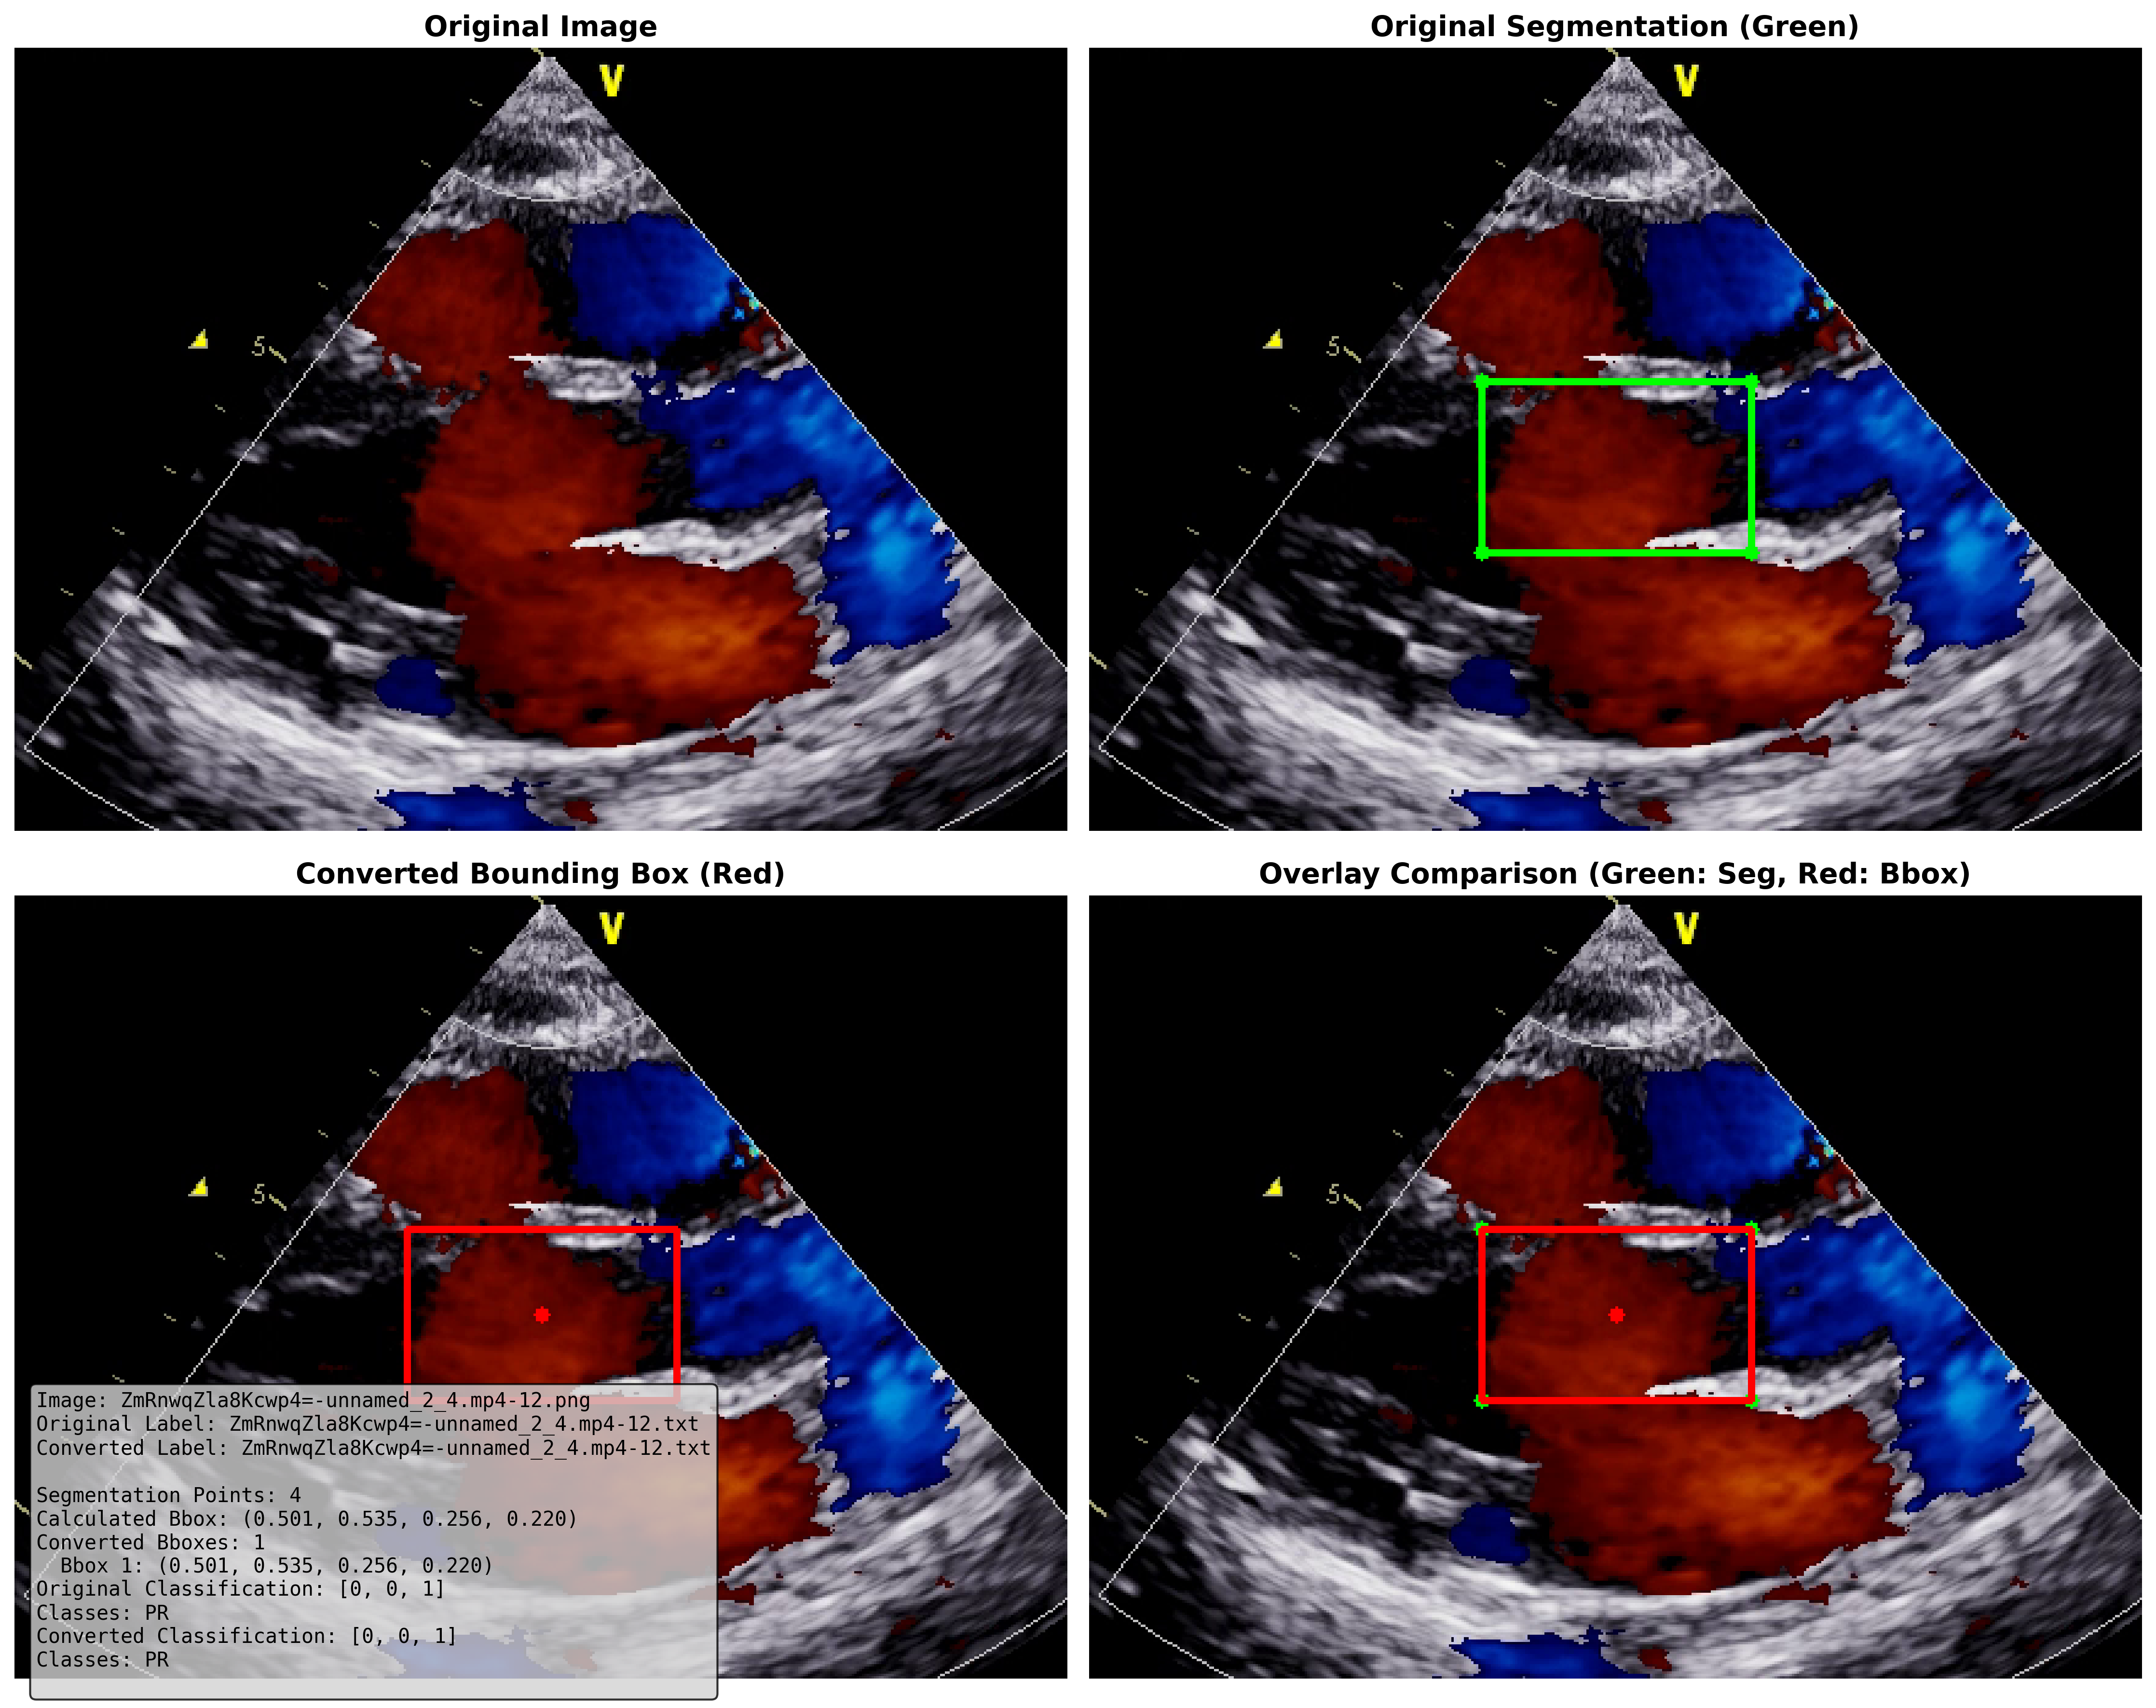 Original Image
Original Segmentation (Green)
V
5
V
5
Converted Bounding Box (Red)
Overlay Comparison (Green: Seg, Red: Bbox)
V
5
V
5
Image: ZmRnwqZla8Kcwp4=-unnamed_2_4.mp4-12.png
Original Label: ZmRnwqZla8Kcwp4=-unnamed_2_4.mp4-12.txt
Converted Label: ZmRnwqZla8Kcwp4=-unnamed_2_4.mp4-12.txt
Segmentation Points: 4
Calculated Bbox: (0.501, 0.535, 0.256, 0.220)
Converted Bboxes: 1
Bbox 1: (0.501, 0.535, 0.256, 0.220)
Original Classification: [0, 0, 1]
Classes: PR
Converted Classification: [0, 0, 1]
Classes: PR